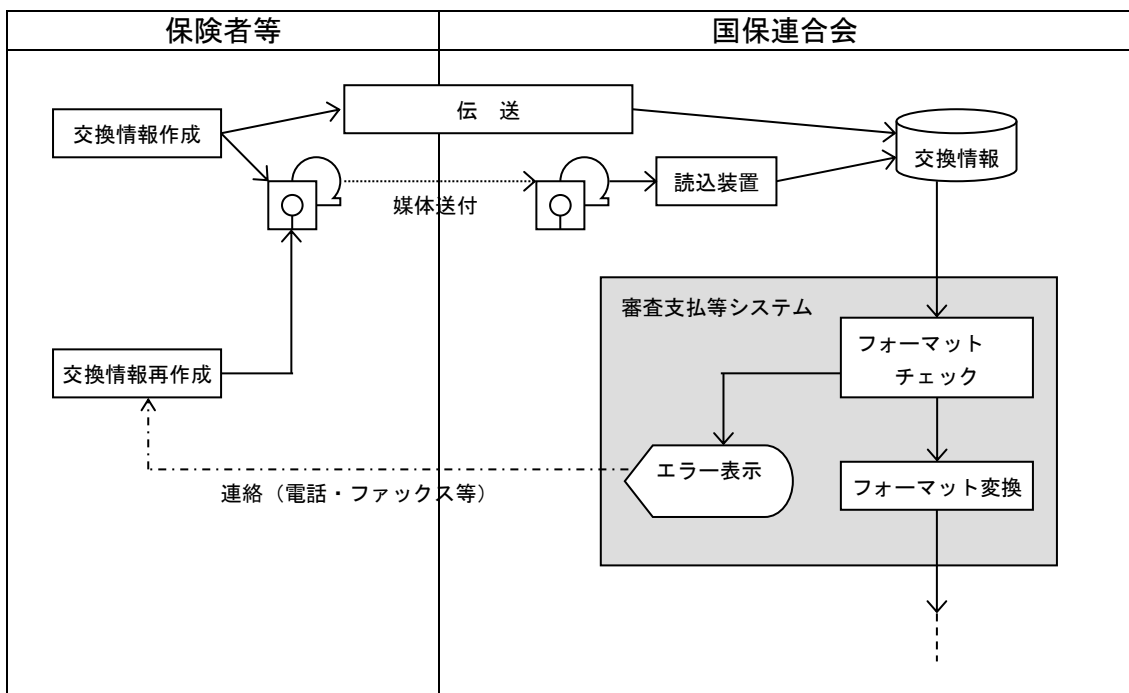 保険者等
国保連合会
交換情報作成
伝　送
交換情報
媒体送付
読込装置
審査支払等システム
フォーマット
チェック
交換情報再作成
エラー表示
フォーマット変換
連絡（電話・ファックス等）